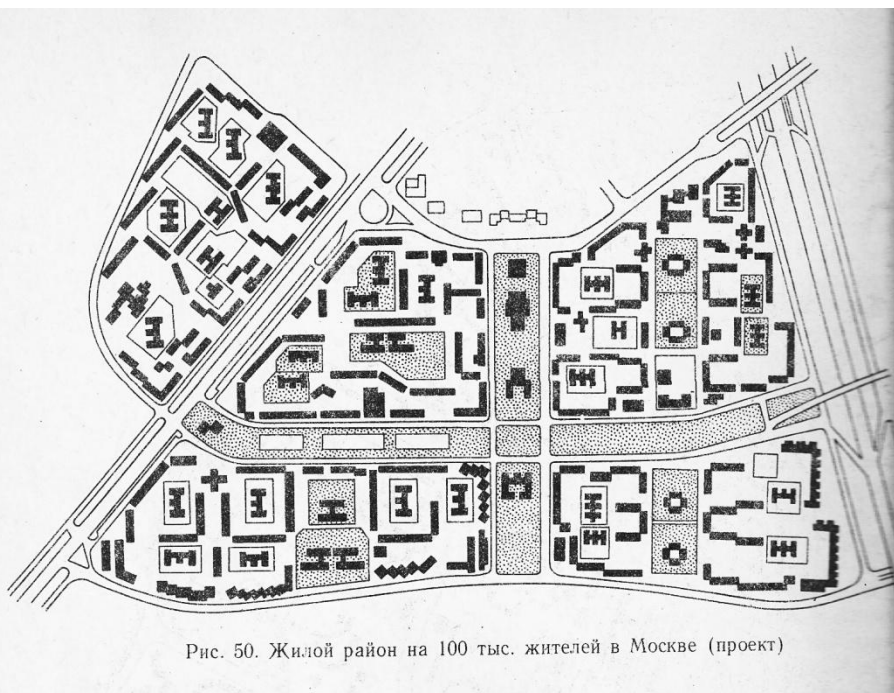 Рис. 50. Жилой район на 100 тыс. жителей в Москве (проект)